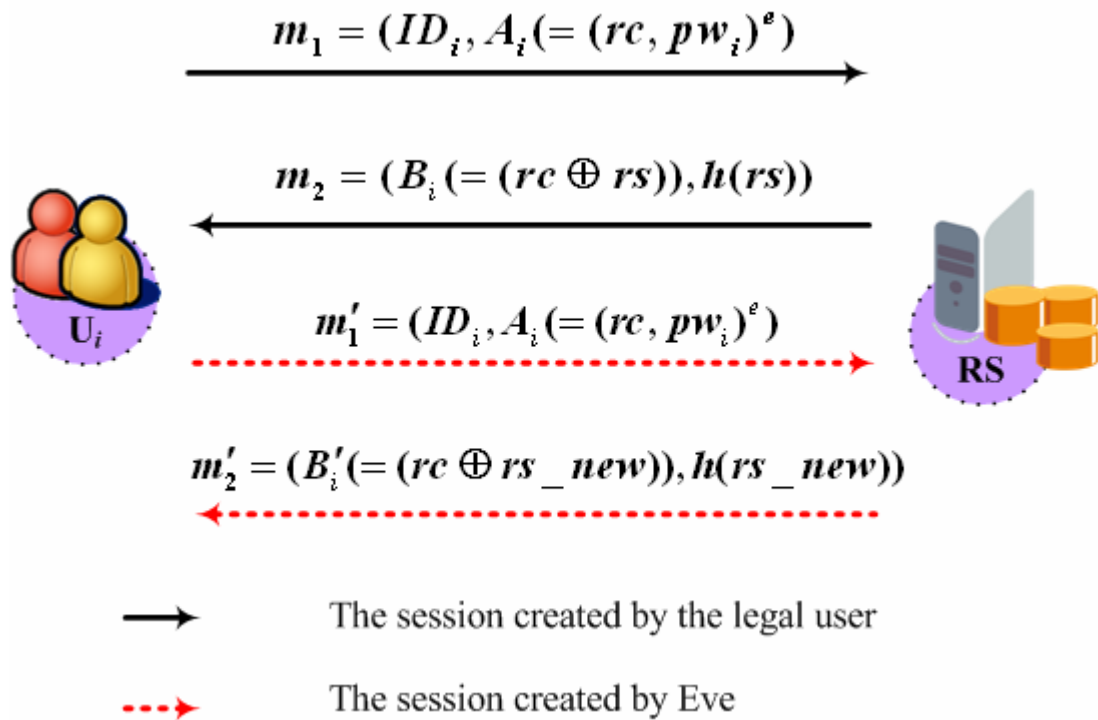 m₁ = (IDᵢ, Aᵢ(= (rc, pwᵢ)ᵉ)
m₂ = (Bᵢ(= (rc ⊕ rs)), h(rs))
Uᵢ
m′₁ = (IDᵢ, Aᵢ(= (rc, pwᵢ)ᵉ)
RS
m′₂ = (B′ᵢ(= (rc ⊕ rs_new)), h(rs_new))
The session created by the legal user
The session created by Eve